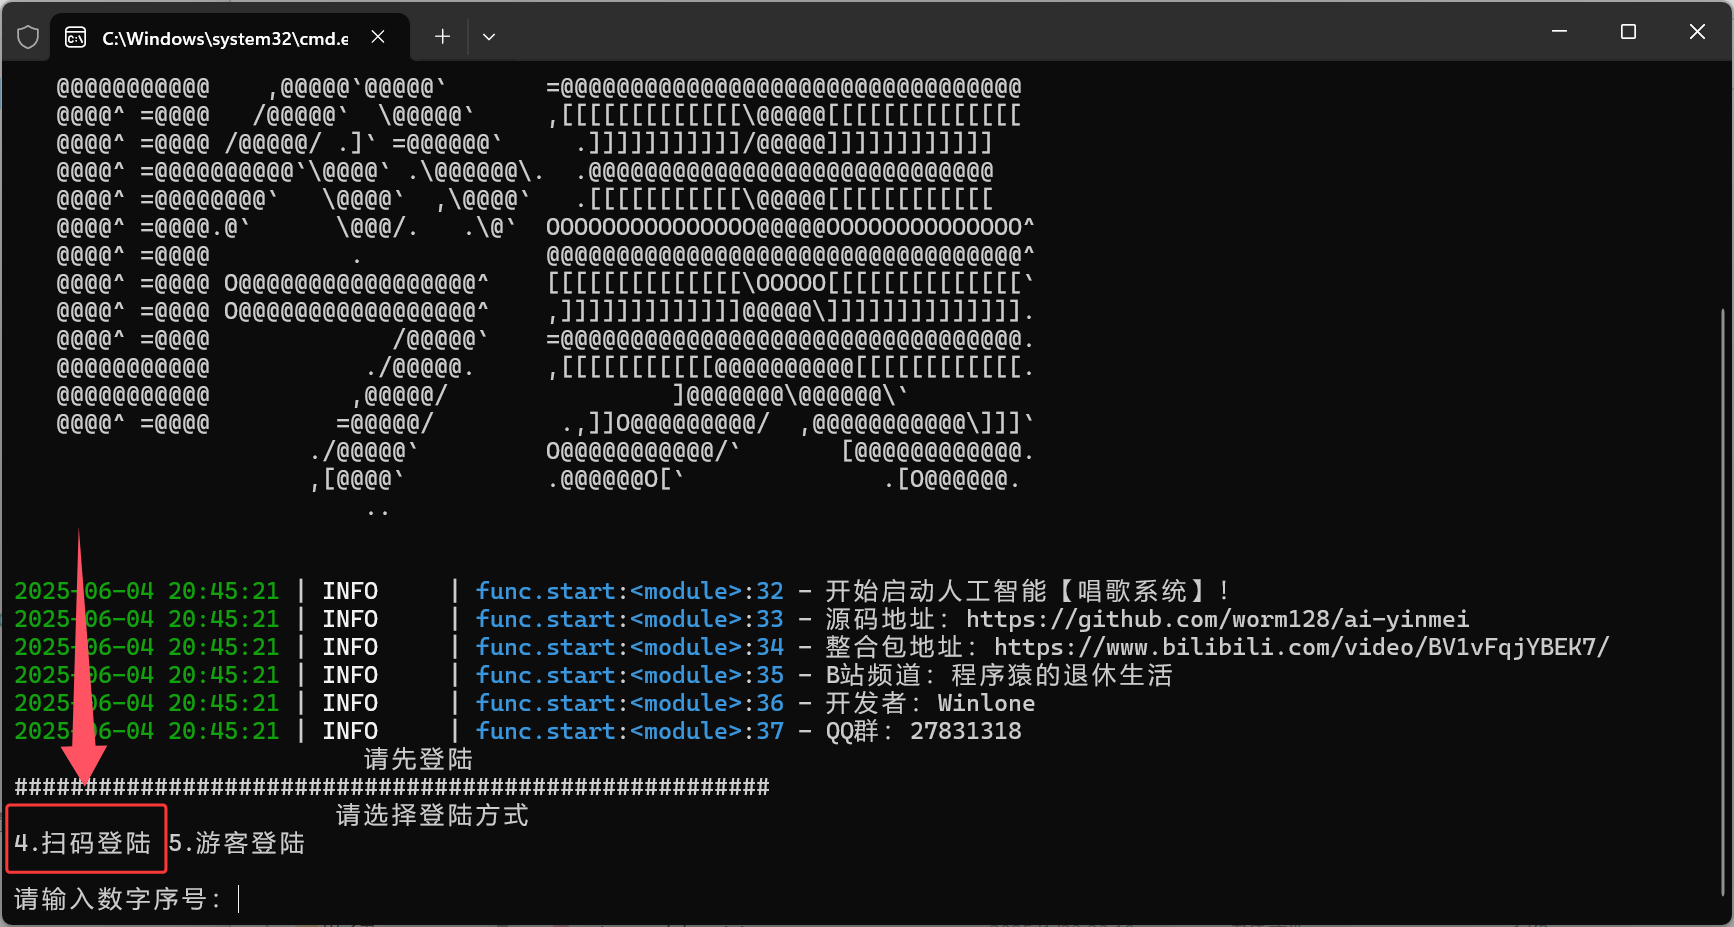 C:\Windows\system32\cmd.e
@@@@@@@@@@@    ,@@@@@`@@@@@`       =@@@@@@@@@@@@@@@@@@@@@@@@@@@@@@@@@
@@@@^ =@@@@   /@@@@@`  \@@@@@`     ,[[[[[[[[[[[[[\@@@@@[[[[[[[[[[[[[[
@@@@^ =@@@@ /@@@@@/ .]` =@@@@@@`     .]]]]]]]]]]]/@@@@@]]]]]]]]]]]]
@@@@^ =@@@@@@@@@@`\@@@@` .\@@@@@@\.  .@@@@@@@@@@@@@@@@@@@@@@@@@@@@@
@@@@^ =@@@@@@@@`   \@@@@`  ,\@@@@`   .[[[[[[[[[[[\@@@@@[[[[[[[[[[[[
@@@@^ =@@@@.@`      \@@@/.   .\@`  OOOOOOOOOOOOOOO@@@@@OOOOOOOOOOOOOO^
@@@@^ =@@@@          .             @@@@@@@@@@@@@@@@@@@@@@@@@@@@@@@@@@^
@@@@^ =@@@@ O@@@@@@@@@@@@@@@@@^    [[[[[[[[[[[[[[\OOOOO[[[[[[[[[[[[[[`
@@@@^ =@@@@ O@@@@@@@@@@@@@@@@@^    ,]]]]]]]]]]]]]@@@@@\]]]]]]]]]]]]]].
@@@@^ =@@@@             /@@@@@`    =@@@@@@@@@@@@@@@@@@@@@@@@@@@@@@@@@.
@@@@@@@@@@@           ./@@@@@.     ,[[[[[[[[[[[@@@@@@@@@@[[[[[[[[[[[[.
@@@@@@@@@@@          ,@@@@@/                ]@@@@@@@\@@@@@@\`
@@@@^ =@@@@         =@@@@@/         .,]]O@@@@@@@@@/  ,@@@@@@@@@@@\]]]`
./@@@@@`         O@@@@@@@@@@@/`       [@@@@@@@@@@@@.
,[@@@@`          .@@@@@@O[`              .[O@@@@@@.
..
2025-06-04 20:45:21 | INFO     | func.start:<module>:32 - 开始启动人工智能【唱歌系统】!
2025-06-04 20:45:21 | INFO     | func.start:<module>:33 - 源码地址: https://github.com/worm128/ai-yinmei
2025-06-04 20:45:21 | INFO     | func.start:<module>:34 - 整合包地址: https://www.bilibili.com/video/BV1vFqjYBEK7/
2025-06-04 20:45:21 | INFO     | func.start:<module>:35 - B站频道: 程序猿的退休生活
2025-06-04 20:45:21 | INFO     | func.start:<module>:36 - 开发者: Winlone
2025-06-04 20:45:21 | INFO     | func.start:<module>:37 - QQ群: 27831318
请先登陆
######################################################
请选择登陆方式
4.扫码登陆 5.游客登陆
请输入数字序号: